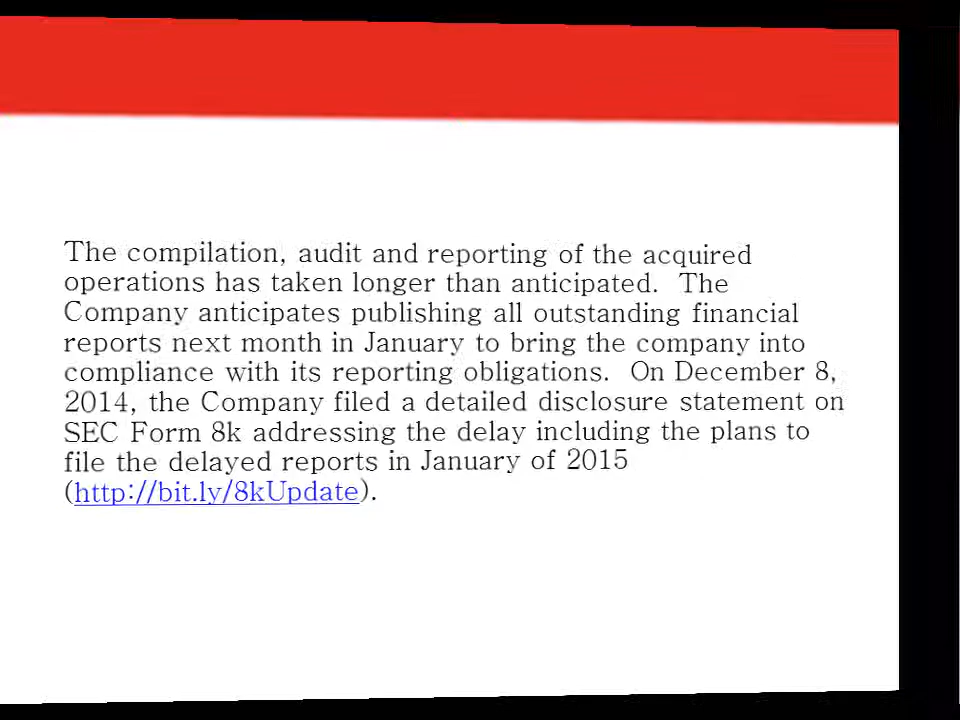 The compilation, audit and reporting of the acquired
operations has taken longer than anticipated.  The
Company anticipates publishing all outstanding financial
reports next month in January to bring the company into
compliance with its reporting obligations.  On December 8,
2014, the Company filed a detailed disclosure statement on
SEC Form 8k addressing the delay including the plans to
file the delayed reports in January of 2015
(http://bit.ly/8kUpdate).